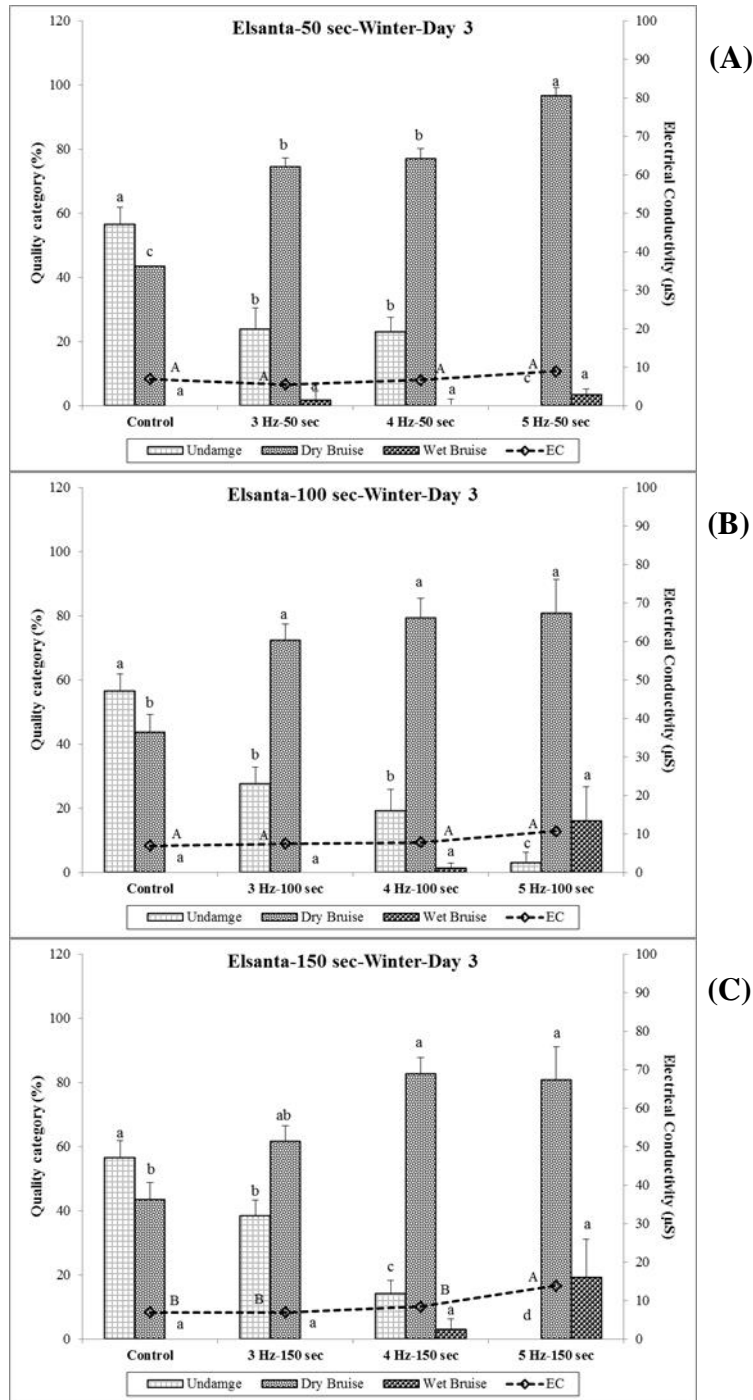 Elsanta-50 sec-Winter-Day 3
(A)
Quality category (%)
120
100
80
60
40
20
0
Electrical Conductivity (µS)
100
90
80
70
60
50
40
30
20
10
0
a
c
A
a
b
b
A
a
b
b
A
a
a
c
A
a
Control
3 Hz-50 sec
4 Hz-50 sec
5 Hz-50 sec
Undamge Dry Bruise Wet Bruise EC
Elsanta-100 sec-Winter-Day 3
(B)
Quality category (%)
120
100
80
60
40
20
0
Electrical Conductivity (µS)
100
90
80
70
60
50
40
30
20
10
0
a
b
A
a
b
a
A
a
b
a
A
a
c
a
A
a
Control
3 Hz-100 sec
4 Hz-100 sec
5 Hz-100 sec
Undamge Dry Bruise Wet Bruise EC
Elsanta-150 sec-Winter-Day 3
(C)
Quality category (%)
120
100
80
60
40
20
0
Electrical Conductivity (µS)
100
90
80
70
60
50
40
30
20
10
0
a
b
B
a
b
ab
B
a
c
a
B
a
d
a
A
a
Control
3 Hz-150 sec
4 Hz-150 sec
5 Hz-150 sec
Undamge Dry Bruise Wet Bruise EC